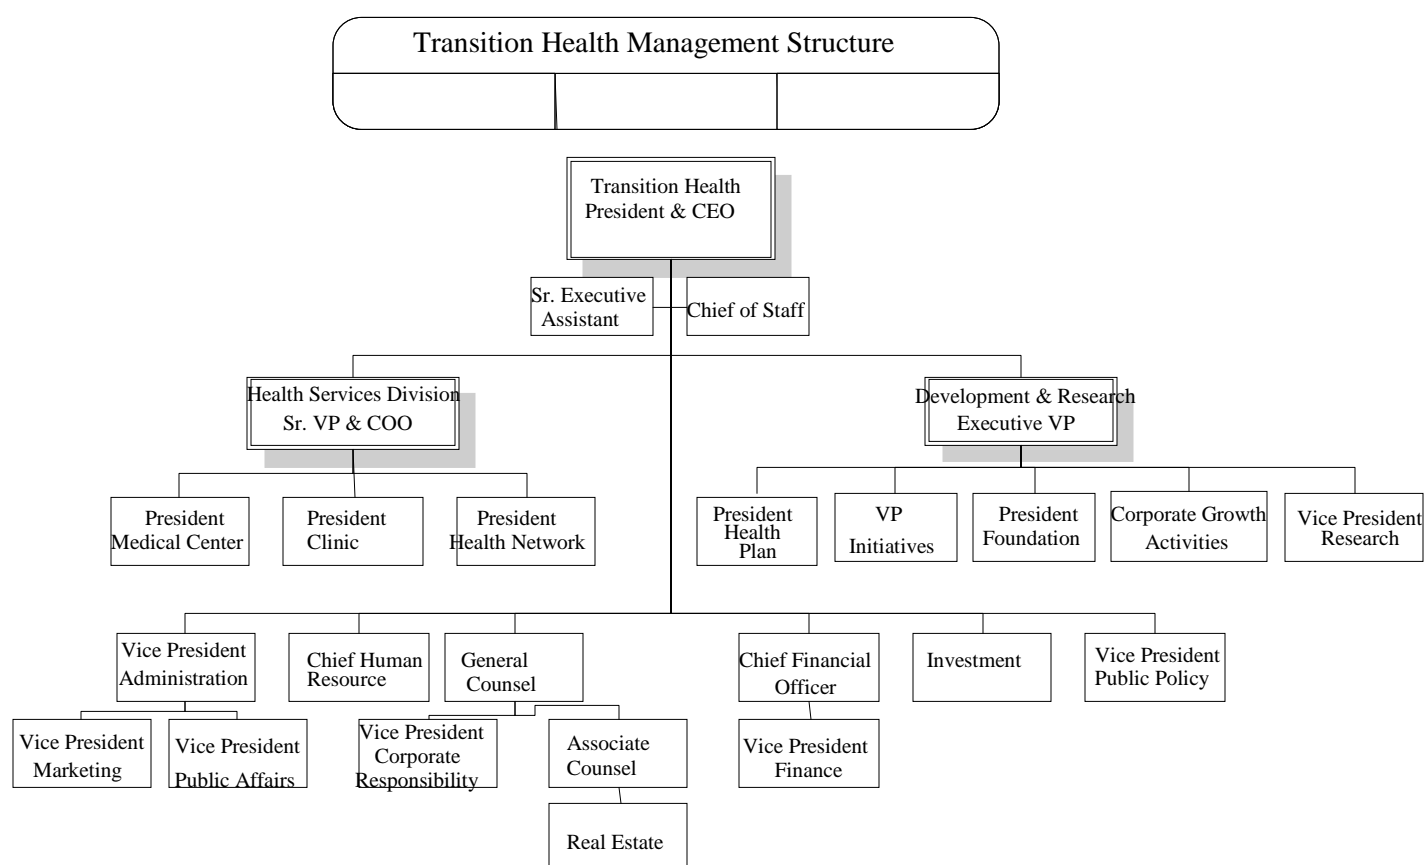 Transition Health Management Structure
Transition Health
President & CEO
Sr. Executive
Assistant
Chief of Staff
Health Services Division
Sr. VP & COO
Development & Research
Executive VP
President
Medical Center
President
Clinic
President
Health Network
President
Health
Plan
VP
Initiatives
President
Foundation
Corporate Growth
Activities
Vice President
Research
Vice President
Administration
Chief Human
Resource
General
Counsel
Chief Financial
Officer
Investment
Vice President
Public Policy
Vice President
Marketing
Vice President
Public Affairs
Vice President
Corporate
Responsibility
Associate
Counsel
Vice President
Finance
Real Estate